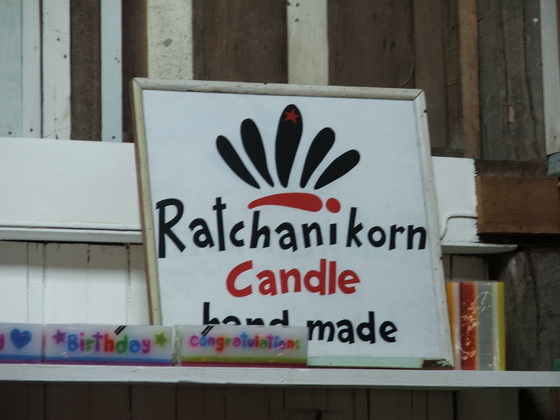 Ratchanikorn
Candle
hand made
y
Birthday
congratulations